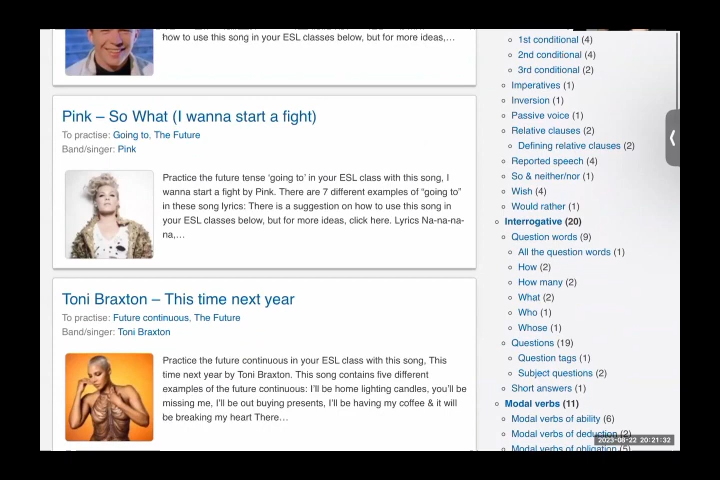 how to use this song in your ESL classes below, but for more ideas,…
Pink – So What (I wanna start a fight)
To practise: Going to, The Future
Band/singer: Pink
Practice the future tense 'going to' in your ESL class with this song, I
wanna start a fight by Pink. There are 7 different examples of "going to"
in these song lyrics: There is a suggestion on how to use this song in
your ESL classes below, but for more ideas, click here. Lyrics Na-na-na-
na,…
Toni Braxton – This time next year
To practise: Future continuous, The Future
Band/singer: Toni Braxton
Practice the future continuous in your ESL class with this song, This
time next year by Toni Braxton. This song contains five different
examples of the future continuous: I'll be home lighting candles, you'll be
missing me, I'll be out buying presents, I'll be having my coffee & it will
be breaking my heart There…
1st conditional (4)
2nd conditional (4)
3rd conditional (2)
Imperatives (1)
Inversion (1)
Passive voice (1)
Relative clauses (2)
Defining relative clauses (2)
Reported speech (4)
So & neither/nor (1)
Wish (4)
Would rather (1)
Interrogative (20)
Question words (9)
All the question words (1)
How (2)
How many (2)
What (2)
Who (1)
Whose (1)
Questions (19)
Question tags (1)
Subject questions (2)
Short answers (1)
Modal verbs (11)
Modal verbs of ability (6)
Modal verbs of deduction (2)
Modal verbs of obligation (5)
2023-08-22 20:21:32